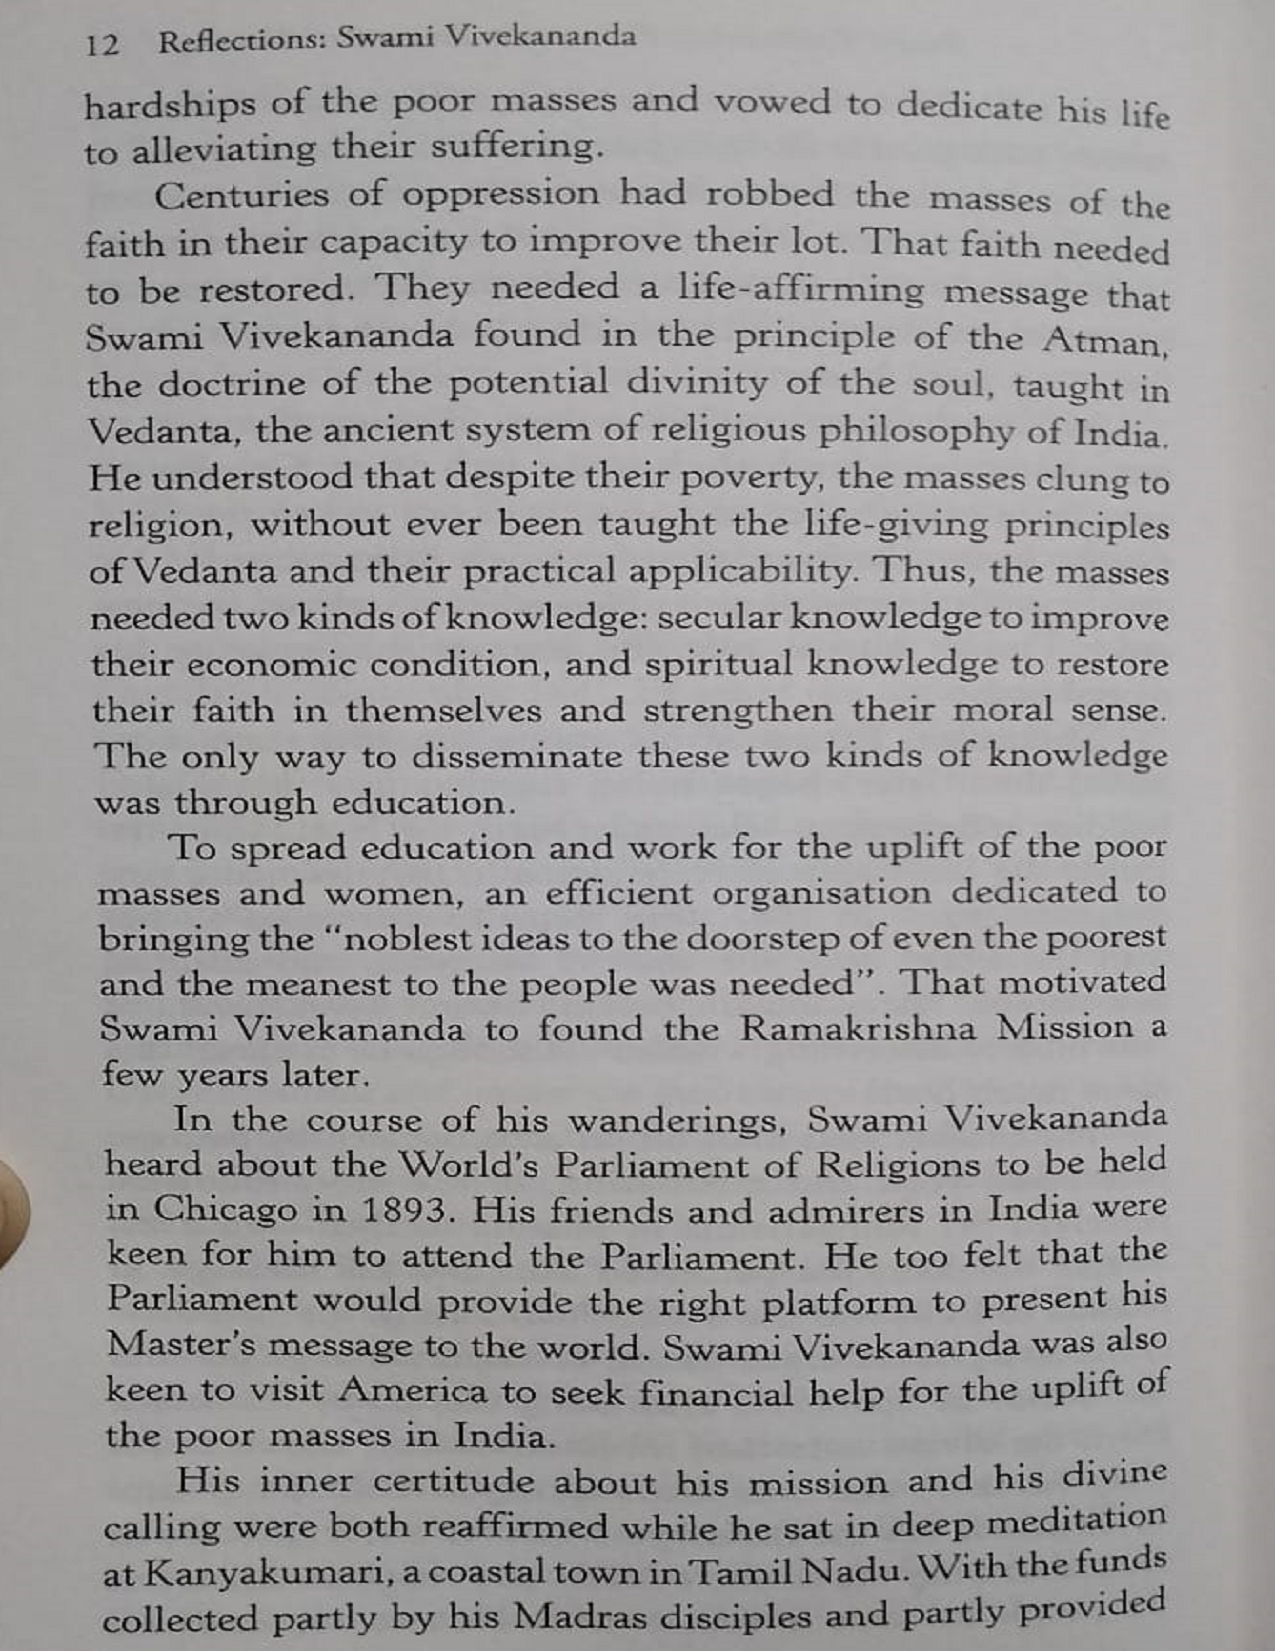 12 Reflections: Swami Vivekananda
hardships of the poor masses and vowed to dedicate his life
to alleviating their suffering.
Centuries of oppression had robbed the masses of the
faith in their capacity to improve their lot. That faith needed
to be restored. They needed a life-affirming message that
Swami Vivekananda found in the principle of the Atman,
the doctrine of the potential divinity of the soul, taught in
Vedanta, the ancient system of religious philosophy of India.
He understood that despite their poverty, the masses clung to
religion, without ever been taught the life-giving principles
of Vedanta and their practical applicability. Thus, the masses
needed two kinds of knowledge: secular knowledge to improve
their economic condition, and spiritual knowledge to restore
their faith in themselves and strengthen their moral sense.
The only way to disseminate these two kinds of knowledge
was through education.
To spread education and work for the uplift of the poor
masses and women, an efficient organisation dedicated to
bringing the “noblest ideas to the doorstep of even the poorest
and the meanest to the people was needed”. That motivated
Swami Vivekananda to found the Ramakrishna Mission a
few years later.
In the course of his wanderings, Swami Vivekananda
heard about the World's Parliament of Religions to be held
in Chicago in 1893. His friends and admirers in India were
keen for him to attend the Parliament. He too felt that the
Parliament would provide the right platform to present his
Master's message to the world. Swami Vivekananda was also
keen to visit America to seek financial help for the uplift of
the poor masses in India.
His inner certitude about his mission and his divine
calling were both reaffirmed while he sat in deep meditation
at Kanyakumari, a coastal town in Tamil Nadu. With the funds
collected partly by his Madras disciples and partly provided